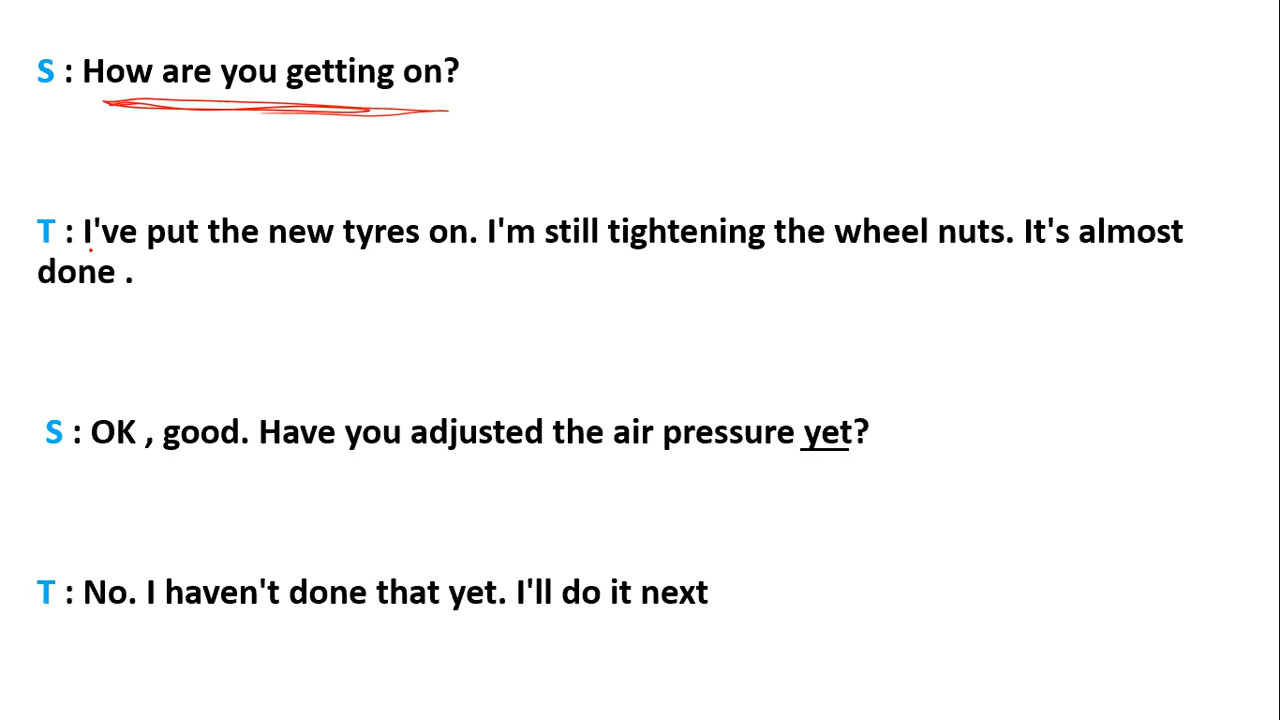 S : How are you getting on?
T : I've put the new tyres on. I'm still tightening the wheel nuts. It's almost
done .
S : OK , good. Have you adjusted the air pressure yet?
T : No. I haven't done that yet. I'll do it next